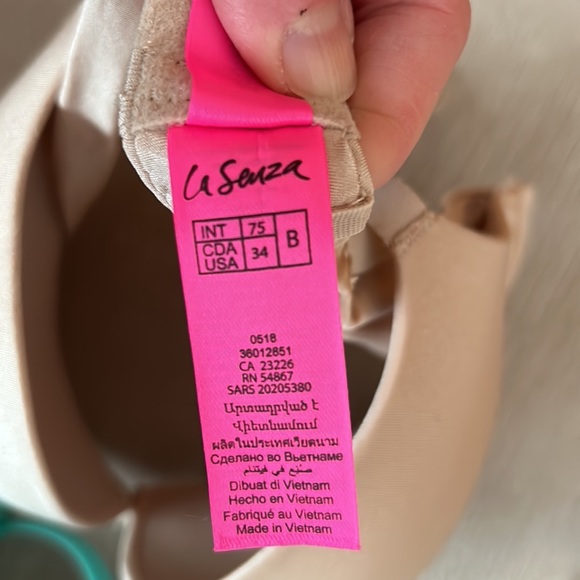 La Senza
INT 75 B
CDA USA 34
0518
36012851
CA 23226
RN 54867
SARS 20205380
Արտադրված է
Վիետնամում
ผลิตในประเทศเวียดนาม
Сделано во Вьетнаме
صنع في فيتنام
Dibuat di Vietnam
Hecho en Vietnam
Fabriqué au Vietnam
Made in Vietnam